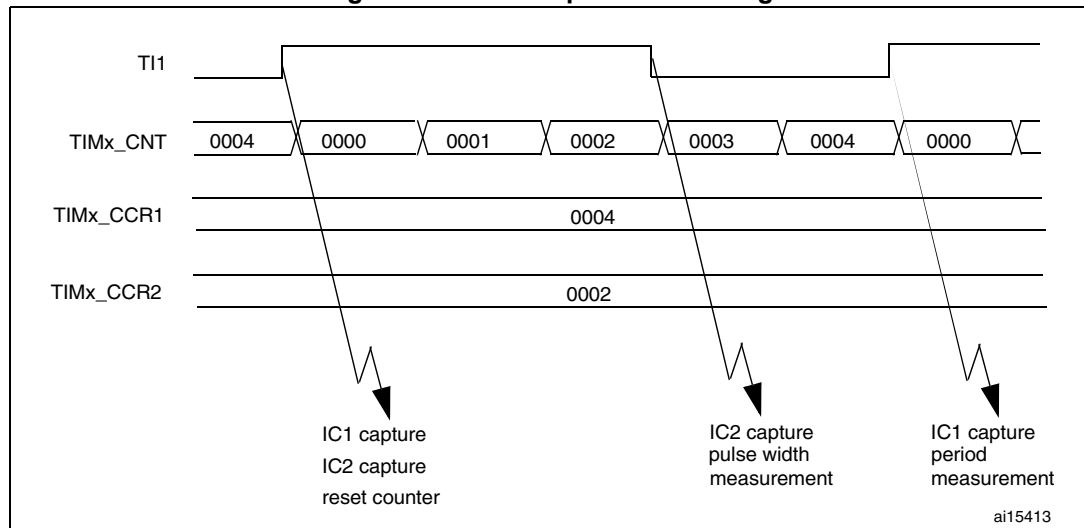 TI1
TIMx_CNT 0004 0000 0001 0002 0003 0004 0000
TIMx_CCR1 0004
TIMx_CCR2 0002
IC1 capture
IC2 capture
reset counter
IC2 capture
pulse width
measurement
IC1 capture
period
measurement
ai15413